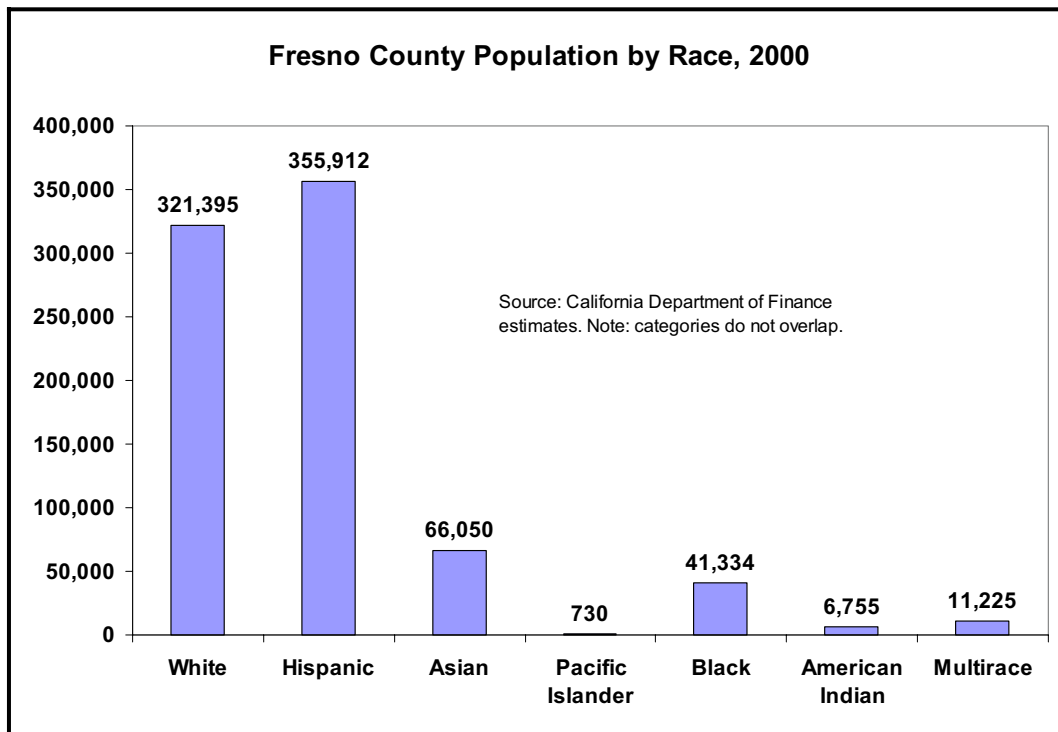 Fresno County Population by Race, 2000
400,000
350,000
300,000
250,000
200,000
150,000
100,000
50,000
0
321,395
355,912
66,050
730
41,334
6,755
11,225
Source: California Department of Finance
estimates. Note: categories do not overlap.
White
Hispanic
Asian
Pacific
Islander
Black
American
Indian
Multirace